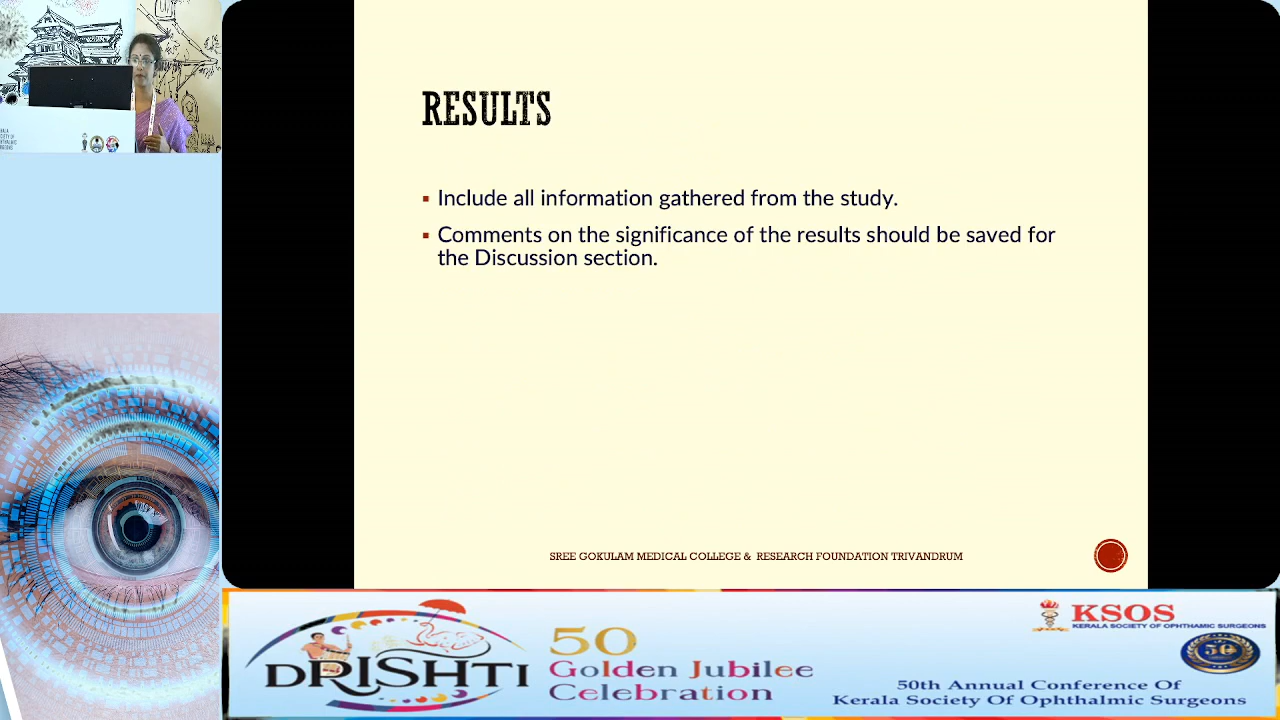 RESULTS
▪ Include all information gathered from the study.
▪ Comments on the significance of the results should be saved for
the Discussion section.
SREE GOKULAM MEDICAL COLLEGE & RESEARCH FOUNDATION TRIVANDRUM
DRISHTI
50
Golden Jubilee
Celebration
KSOS
KERALA SOCIETY OF OPHTHAMIC SURGEONS
50
50th Annual Conference Of
Kerala Society Of Ophthalmic Surgeons